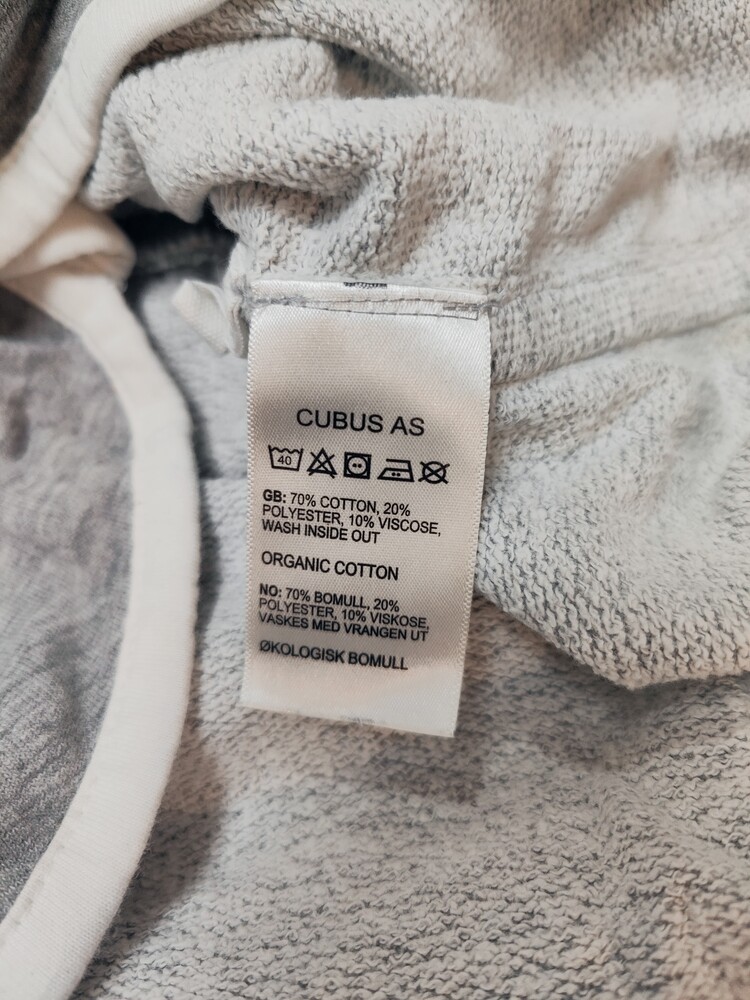 CUBUS AS
40
GB: 70% COTTON, 20%
POLYESTER, 10% VISCOSE,
WASH INSIDE OUT
ORGANIC COTTON
NO: 70% BOMULL, 20%
POLYESTER, 10% VISKOSE,
VASKES MED VRANGEN UT
ØKOLOGISK BOMULL